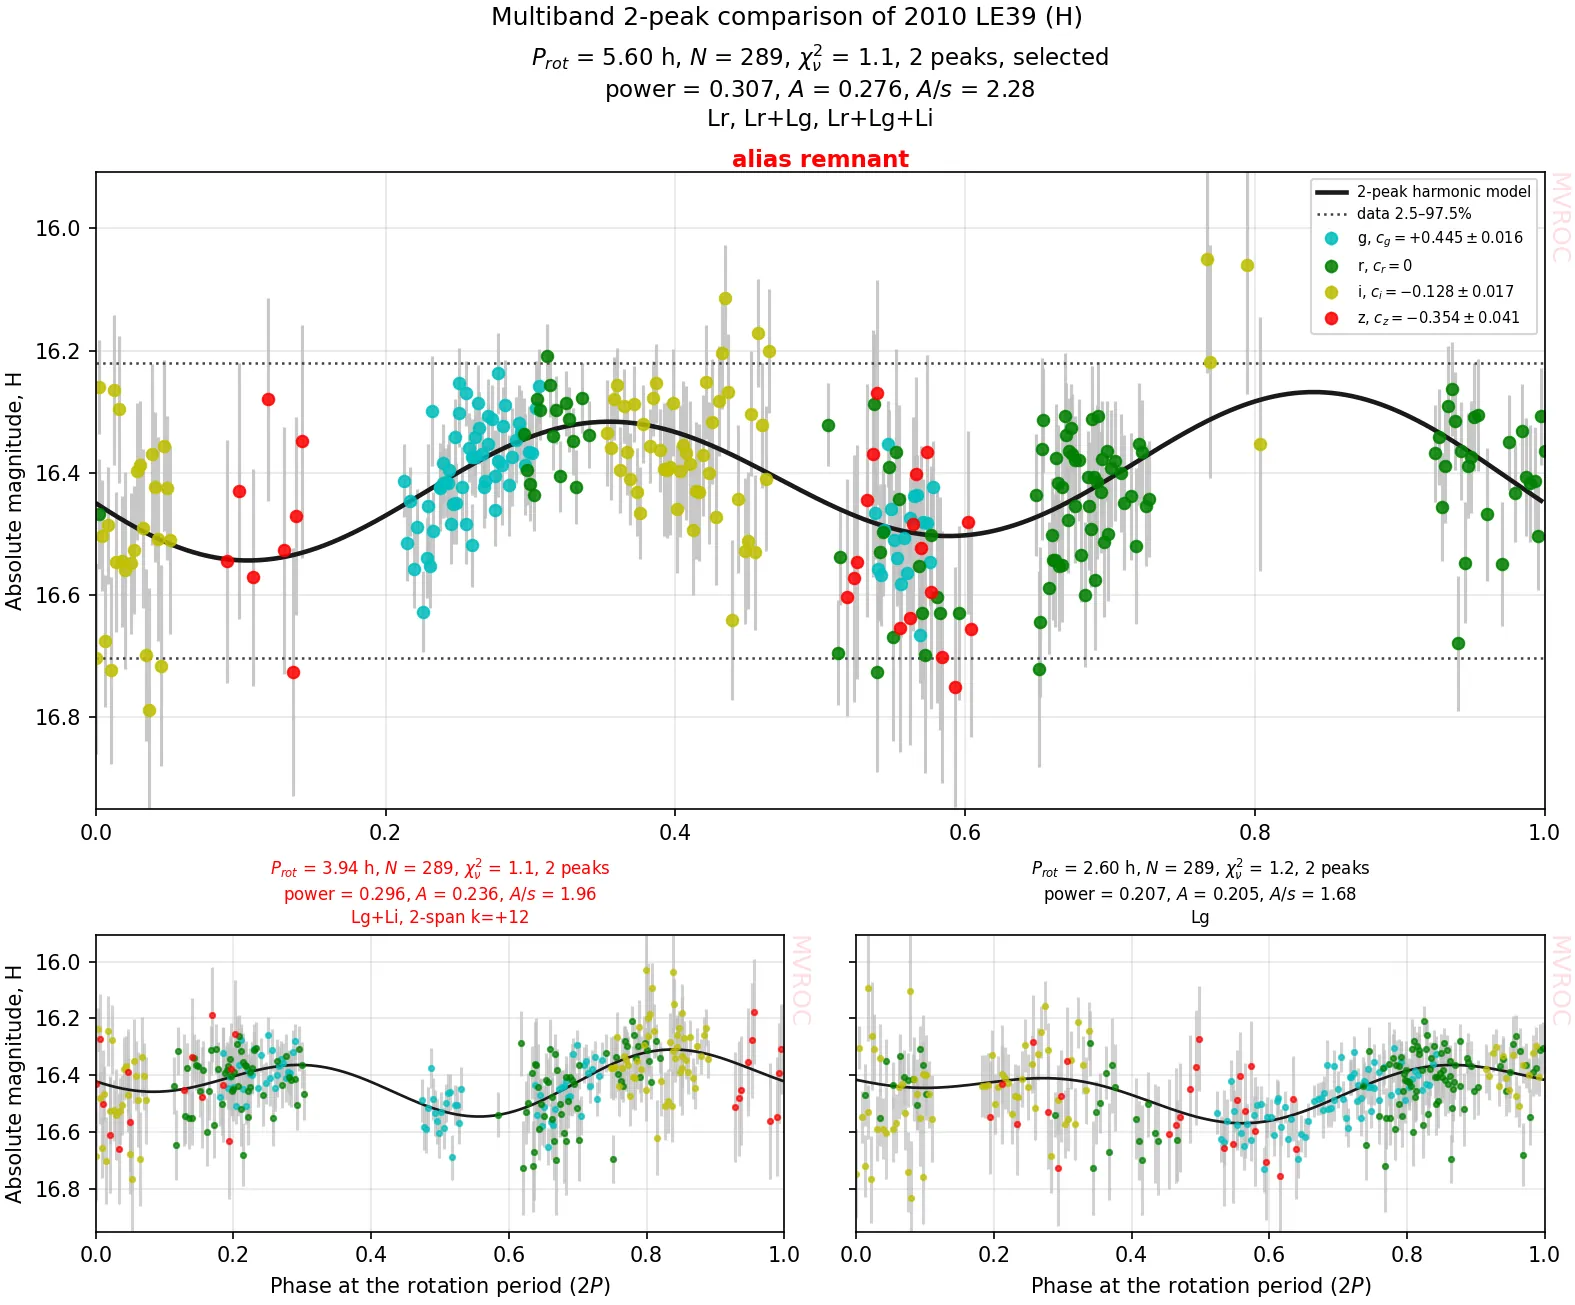 Multiband 2-peak comparison of 2010 LE39 (H)
P_rot = 5.60 h, N = 289, χ²_ν = 1.1, 2 peaks, selected
power = 0.307, A = 0.276, A/s = 2.28
Lr, Lr+Lg, Lr+Lg+Li
alias remnant
MVROC
2-peak harmonic model
data 2.5–97.5%
g, c_g = +0.445 ± 0.016
r, c_r = 0
i, c_i = −0.128 ± 0.017
z, c_z = −0.354 ± 0.041
Absolute magnitude, H
16.0
16.2
16.4
16.6
16.8
0.0 0.2 0.4 0.6 0.8 1.0
P_rot = 3.94 h, N = 289, χ²_ν = 1.1, 2 peaks
power = 0.296, A = 0.236, A/s = 1.96
Lg+Li, 2-span k=+12
MVROC
Absolute magnitude, H
16.0
16.2
16.4
16.6
16.8
0.0 0.2 0.4 0.6 0.8 1.0
Phase at the rotation period (2P)
P_rot = 2.60 h, N = 289, χ²_ν = 1.2, 2 peaks
power = 0.207, A = 0.205, A/s = 1.68
Lg
MVROC
0.0 0.2 0.4 0.6 0.8 1.0
Phase at the rotation period (2P)